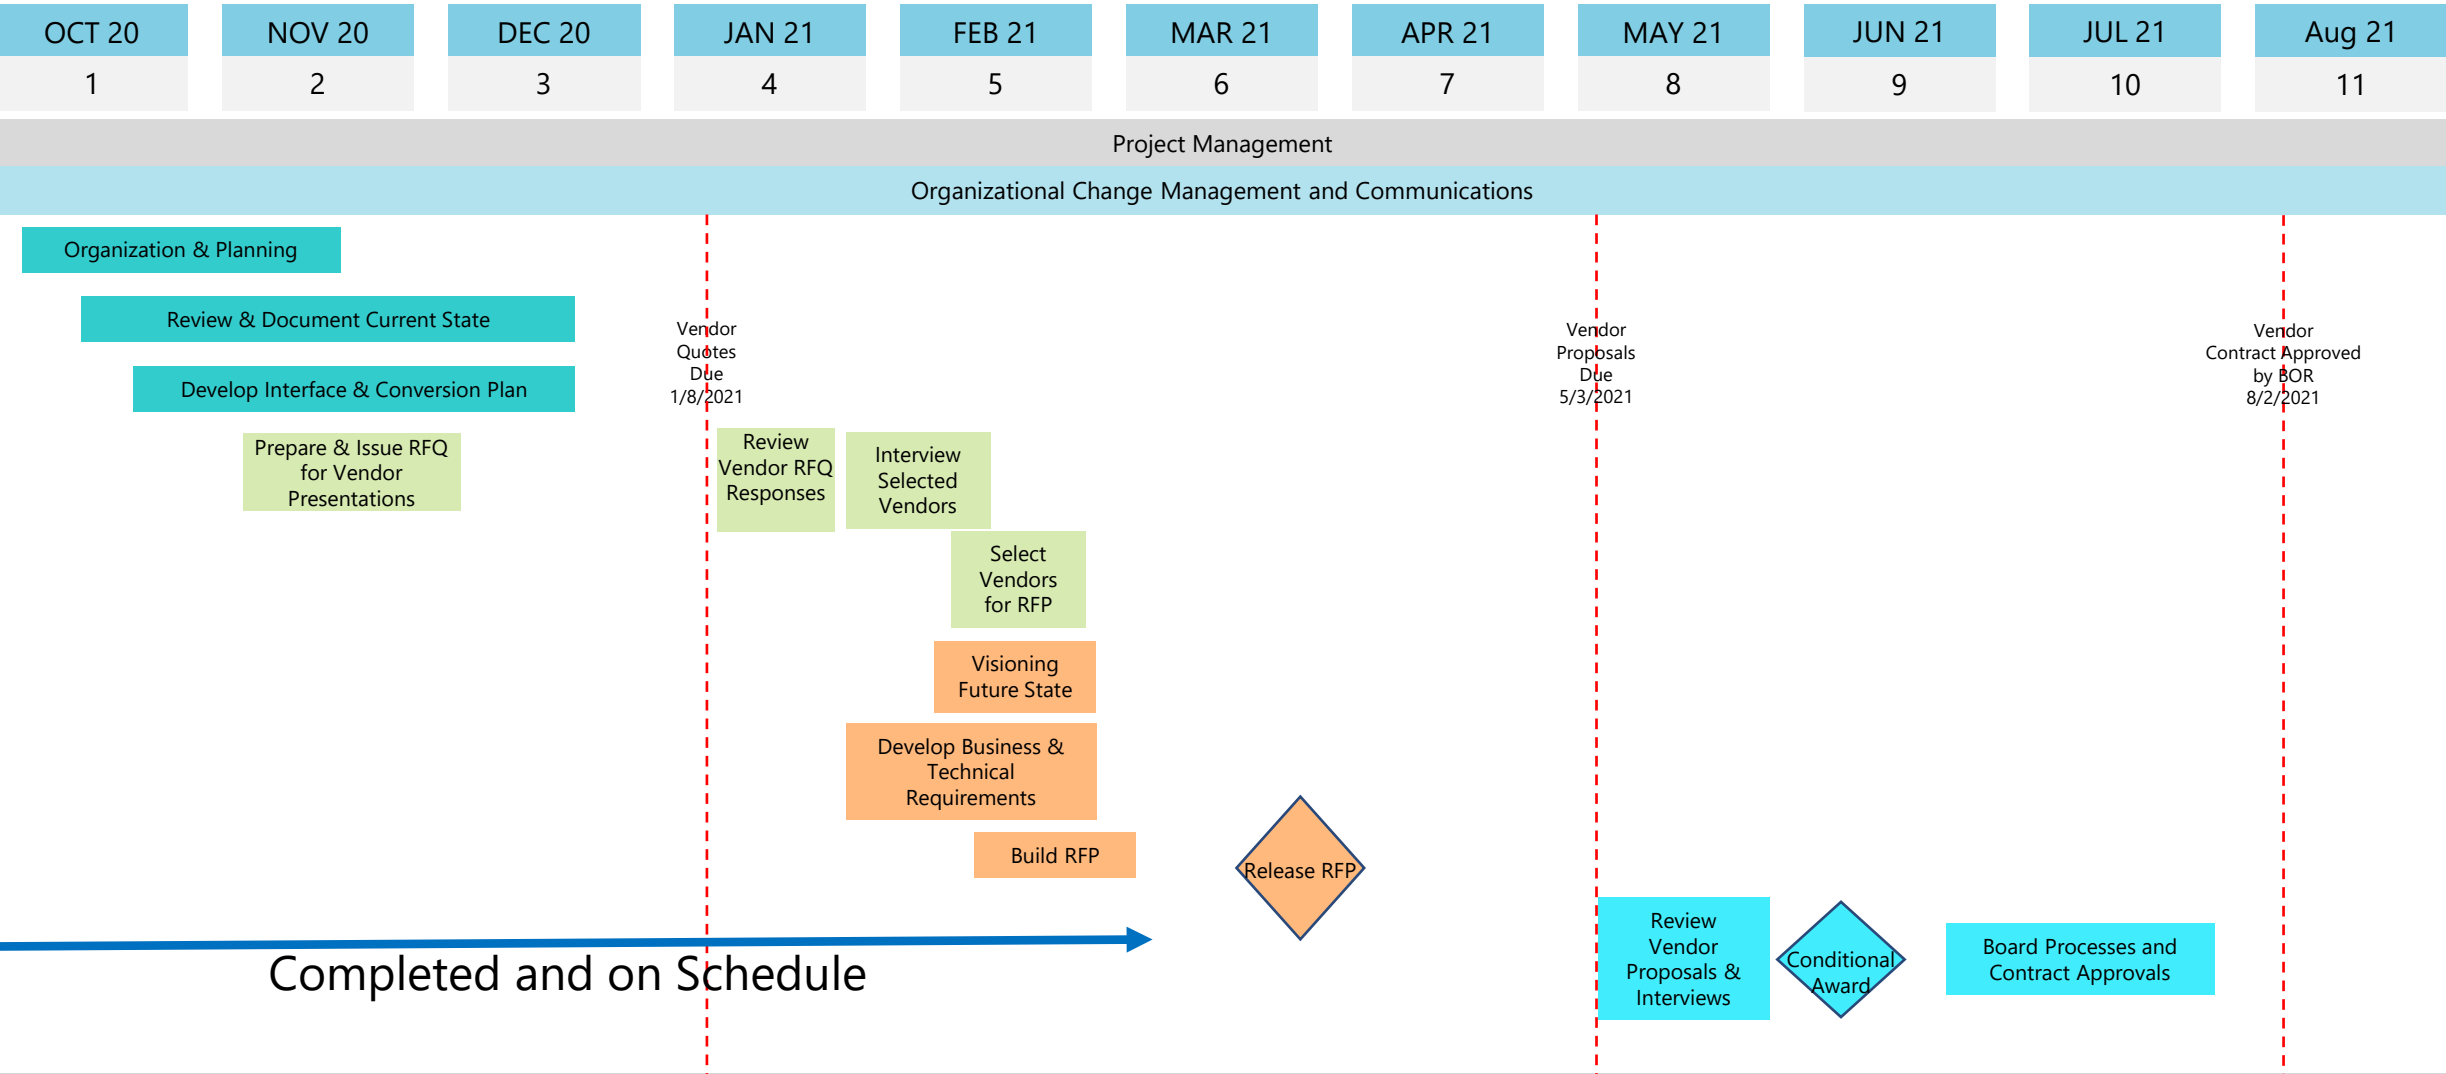 OCT 20
NOV 20
DEC 20
JAN 21
FEB 21
MAR 21
APR 21
MAY 21
JUN 21
JUL 21
Aug 21
1
2
3
4
5
6
7
8
9
10
11
Project Management
Organizational Change Management and Communications
Organization & Planning
Review & Document Current State
Develop Interface & Conversion Plan
Prepare & Issue RFQ
for Vendor
Presentations
Vendor
Quotes
Due
1/8/2021
Review
Vendor RFQ
Responses
Interview
Selected
Vendors
Select
Vendors
for RFP
Visioning
Future State
Develop Business &
Technical
Requirements
Build RFP
Release RFP
Vendor
Proposals
Due
5/3/2021
Review
Vendor
Proposals &
Interviews
Conditional
Award
Board Processes and
Contract Approvals
Vendor
Contract Approved
by BOR
8/2/2021
Completed and on Schedule